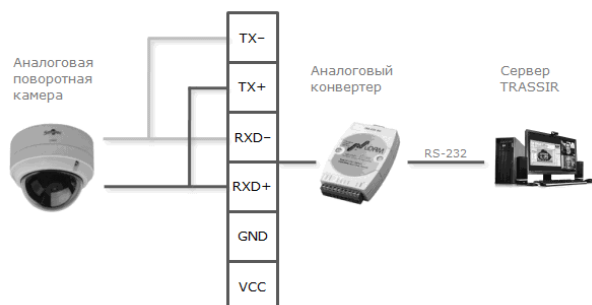 Аналоговая
поворотная
камера
TX−
TX+
RXD−
RXD+
GND
VCC
Аналоговый
конвертер
RS-232
Сервер
TRASSIR